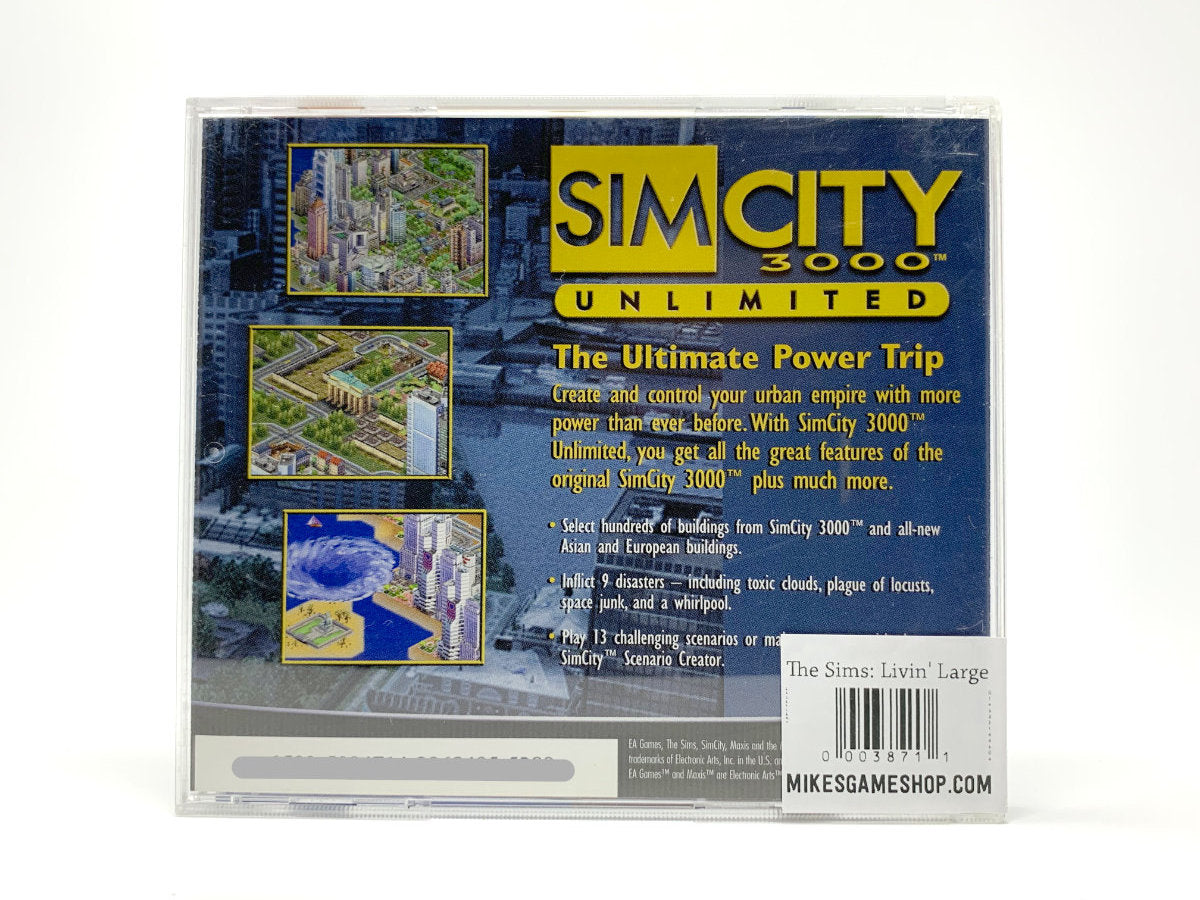 SIMCITY
3000™
UNLIMITED
The Ultimate Power Trip
Create and control your urban empire with more
power than ever before. With SimCity 3000™
Unlimited, you get all the great features of the
original SimCity 3000™ plus much more.
• Select hundreds of buildings from SimCity 3000™ and all-new
Asian and European buildings.
• Inflict 9 disasters – including toxic clouds, plague of locusts,
space junk, and a whirlpool.
• Play 13 challenging scenarios or
SimCity™ Scenario Creator.
The Sims: Livin' Large
0 003871 1
MIKESGAMESHOP.COM
EA Games, The Sims, SimCity, Maxis and the
trademarks of Electronic Arts, Inc. in the U.S.
EA Games™ and Maxis™ are Electronic Arts™